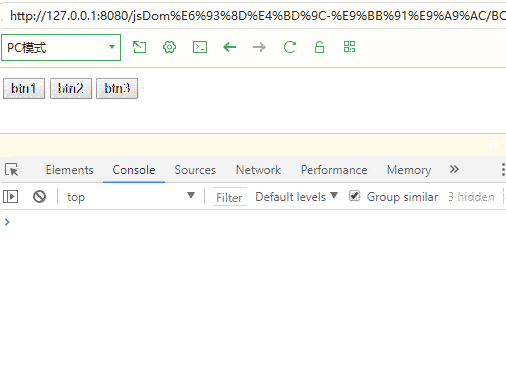 http://127.0.0.1:8080/jsDom%E6%93%8D%E4%BD%9C-%E9%BB%91%E9%A9%AC/BC
PC模式
btn1 btn2 btn3
Elements Console Sources Network Performance Memory »
top Filter Default levels Group similar 3 hidden